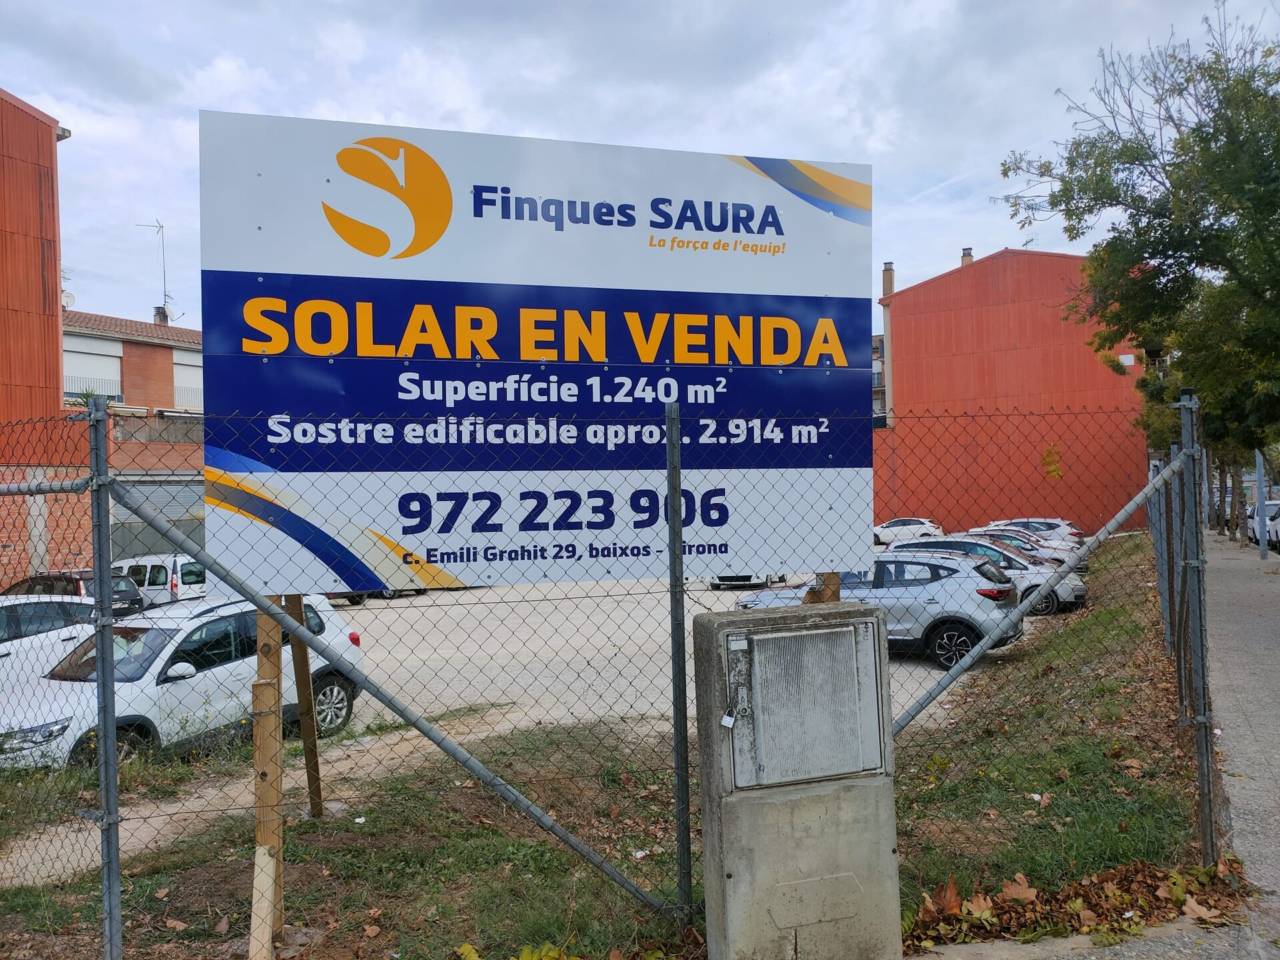 Finques SAURA
La força de l'equip!
SOLAR EN VENDA
Superfície 1.240 m²
Sostre edificable aprox. 2.914 m²
972 223 906
c. Emili Grahit 29, baixos - Girona